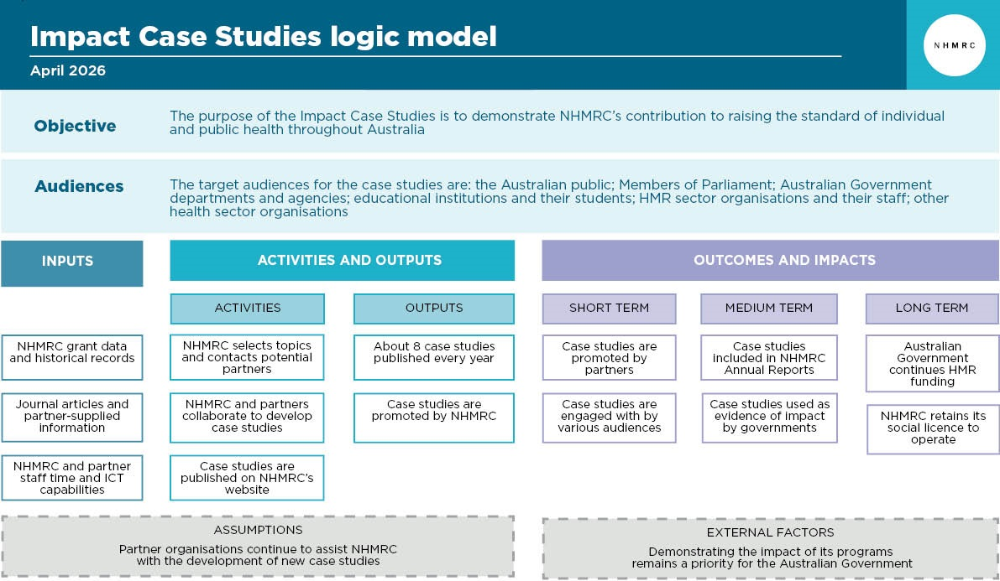 Impact Case Studies logic model
April 2026
NHMRC
Objective
The purpose of the Impact Case Studies is to demonstrate NHMRC’s contribution to raising the standard of individual
and public health throughout Australia
Audiences
The target audiences for the case studies are: the Australian public; Members of Parliament; Australian Government
departments and agencies; educational institutions and their students; HMR sector organisations and their staff; other
health sector organisations
INPUTS
NHMRC grant data
and historical records
Journal articles and
partner-supplied
information
NHMRC and partner
staff time and ICT
capabilities
ACTIVITIES AND OUTPUTS
ACTIVITIES
NHMRC selects topics
and contacts potential
partners
NHMRC and partners
collaborate to develop
case studies
Case studies are
published on NHMRC’s
website
OUTPUTS
About 8 case studies
published every year
Case studies are
promoted by NHMRC
OUTCOMES AND IMPACTS
SHORT TERM
Case studies are
promoted by
partners
Case studies are
engaged with by
various audiences
MEDIUM TERM
Case studies
included in NHMRC
Annual Reports
Case studies used as
evidence of impact
by governments
LONG TERM
Australian
Government
continues HMR
funding
NHMRC retains its
social licence to
operate
ASSUMPTIONS
Partner organisations continue to assist NHMRC
with the development of new case studies
EXTERNAL FACTORS
Demonstrating the impact of its programs
remains a priority for the Australian Government